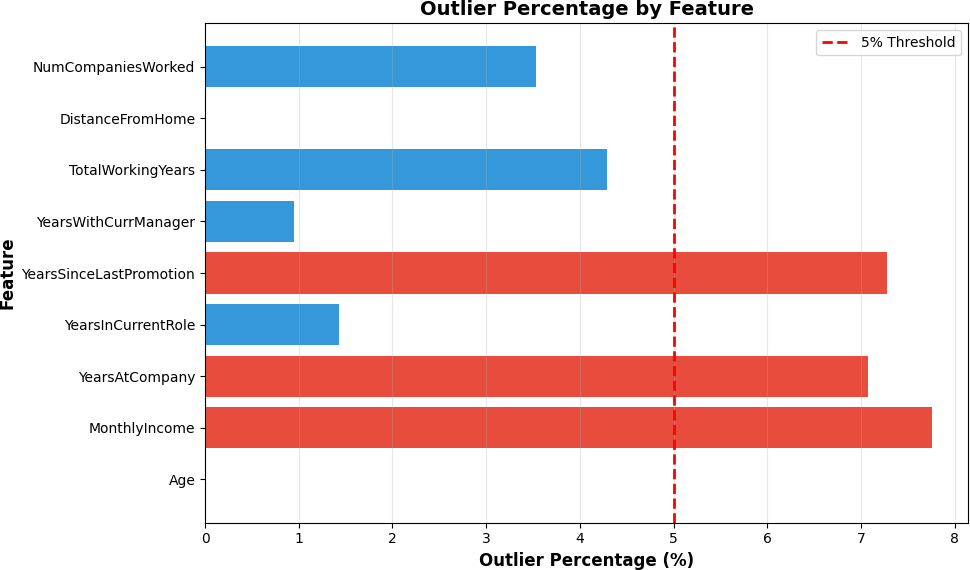 Outlier Percentage by Feature
5% Threshold
NumCompaniesWorked
DistanceFromHome
TotalWorkingYears
YearsWithCurrManager
YearsSinceLastPromotion
YearsInCurrentRole
YearsAtCompany
MonthlyIncome
Age
Feature
0 1 2 3 4 5 6 7 8
Outlier Percentage (%)